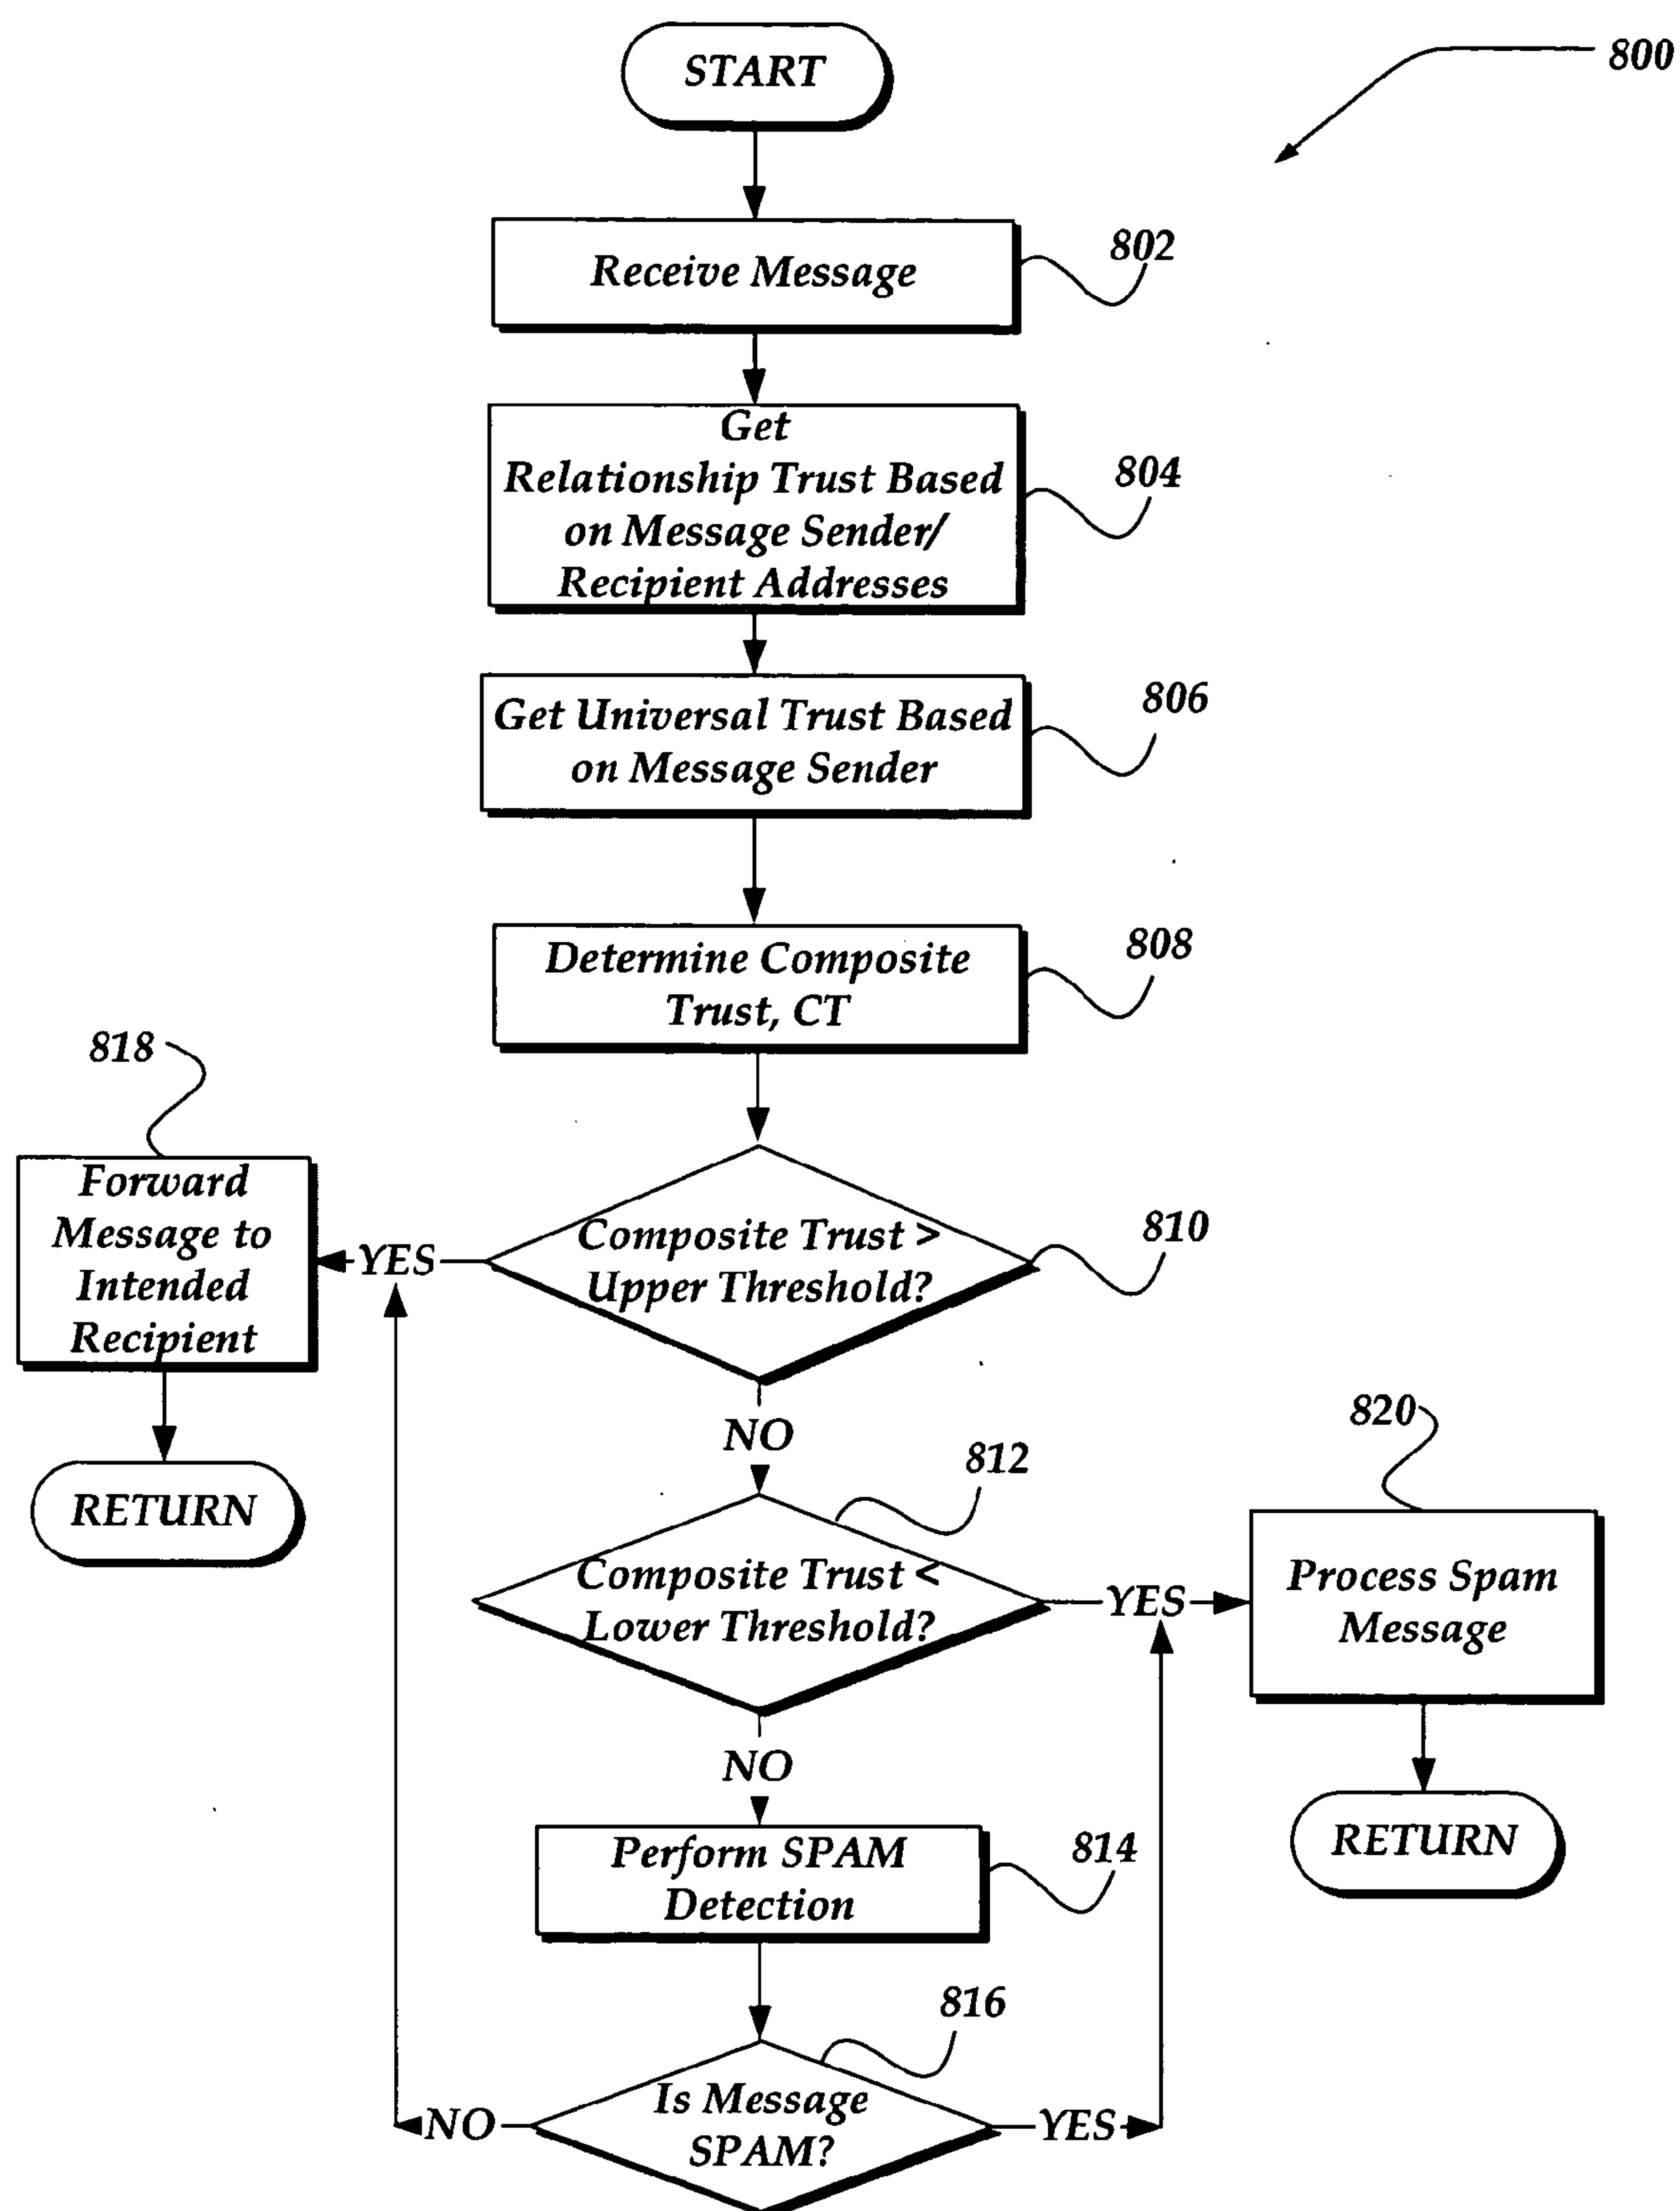 START
800
Receive Message
802
Get
Relationship Trust Based
on Message Sender/
Recipient Addresses
804
Get Universal Trust Based
on Message Sender
806
Determine Composite
Trust, CT
808
818
Forward
Message to
Intended
Recipient
YES
Composite Trust >
Upper Threshold?
810
NO
RETURN
812
820
Composite Trust <
Lower Threshold?
YES
Process Spam
Message
NO
RETURN
Perform SPAM
Detection
814
816
Is Message
SPAM?
NO
YES